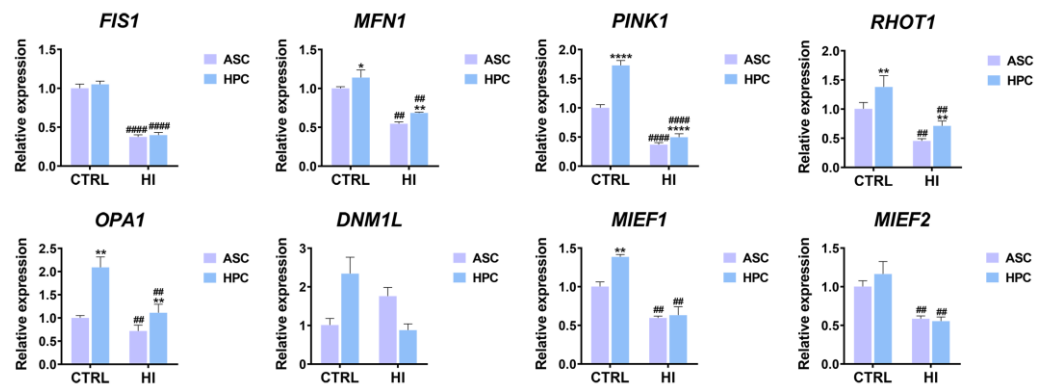 FIS1
Relative expression
1.5
1.0
0.5
0.0
####
####
CTRL
HI
ASC
HPC
MFN1
Relative expression
1.5
1.0
0.5
0.0
*
##
##
**
CTRL
HI
ASC
HPC
PINK1
Relative expression
2.0
1.5
1.0
0.5
0.0
****
####
####
****
CTRL
HI
ASC
HPC
RHOT1
Relative expression
2.0
1.5
1.0
0.5
0.0
**
##
##
**
CTRL
HI
ASC
HPC
OPA1
Relative expression
2.5
2.0
1.5
1.0
0.5
0.0
**
##
##
**
CTRL
HI
ASC
HPC
DNM1L
Relative expression
3
2
1
0
CTRL
HI
ASC
HPC
MIEF1
Relative expression
1.5
1.0
0.5
0.0
**
##
##
CTRL
HI
ASC
HPC
MIEF2
Relative expression
1.5
1.0
0.5
0.0
##
##
CTRL
HI
ASC
HPC